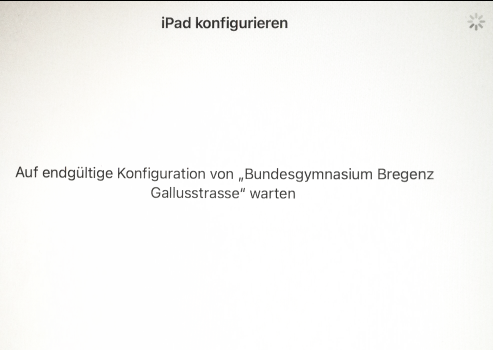 iPad konfigurieren
Auf endgültige Konfiguration von „Bundesgymnasium Bregenz
Gallusstrasse“ warten